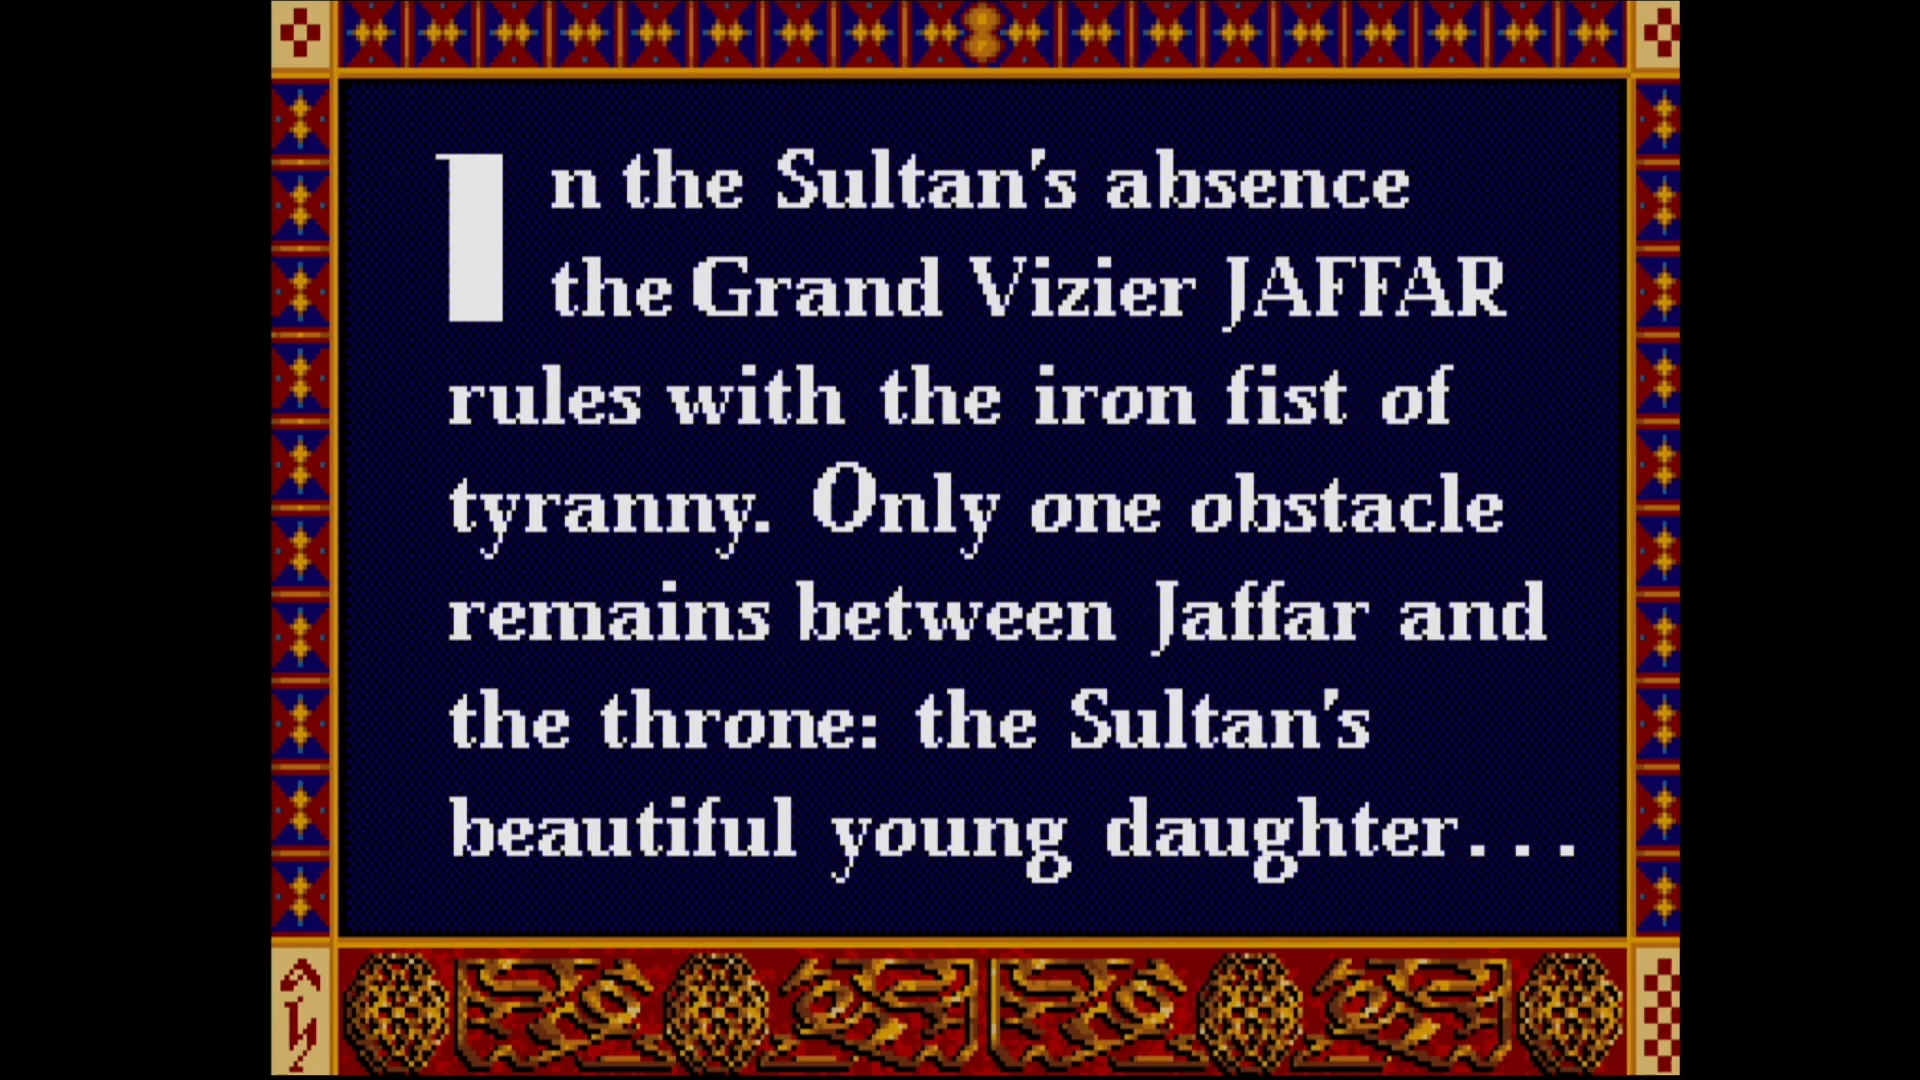 In the Sultan's absence
the Grand Vizier JAFFAR
rules with the iron fist of
tyranny. Only one obstacle
remains between Jaffar and
the throne: the Sultan's
beautiful young daughter...